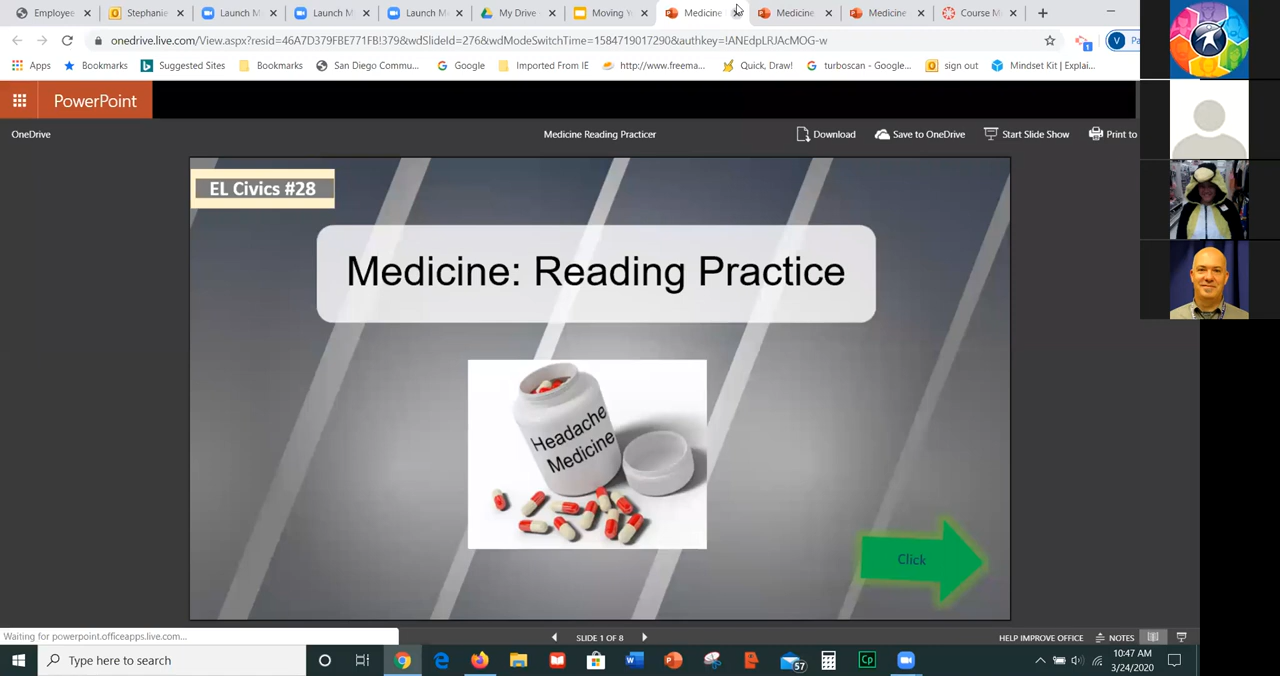 Employee
Stephanie
Launch M
Launch M
Launch M
My Drive
Moving Y
Medicine
Medicine
Medicine
Course M
onedrive.live.com/View.aspx?resid=46A7D379FBE771FB!379&wdSlideId=276&wdModeSwitchTime=1584719017290&authkey=!ANEdpLRJAcMOG-w
V
Pa
Apps
Bookmarks
Suggested Sites
Bookmarks
San Diego Commu...
Google
Imported From IE
http://www.freema...
Quick, Draw!
turboscan - Google...
sign out
Mindset Kit | Explai...
PowerPoint
OneDrive
Medicine Reading Practicer
Download
Save to OneDrive
Start Slide Show
Print to
EL Civics #28
Medicine: Reading Practice
Headache
Medicine
Click
Waiting for powerpoint.officeapps.live.com...
SLIDE 1 OF 8
HELP IMPROVE OFFICE
NOTES
Type here to search
57
Cp
10:47 AM
3/24/2020